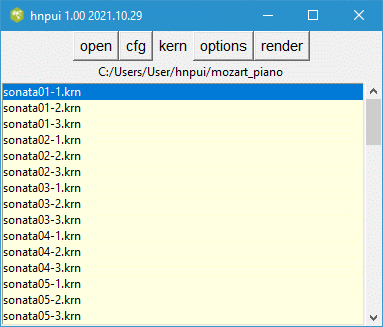 hnpui 1.00 2021.10.29
open cfg kern options render
C:/Users/User/hnpui/mozart_piano
sonata01-1.krn
sonata01-2.krn
sonata01-3.krn
sonata02-1.krn
sonata02-2.krn
sonata02-3.krn
sonata03-1.krn
sonata03-2.krn
sonata03-3.krn
sonata04-1.krn
sonata04-2.krn
sonata04-3.krn
sonata05-1.krn
sonata05-2.krn
sonata05-3.krn